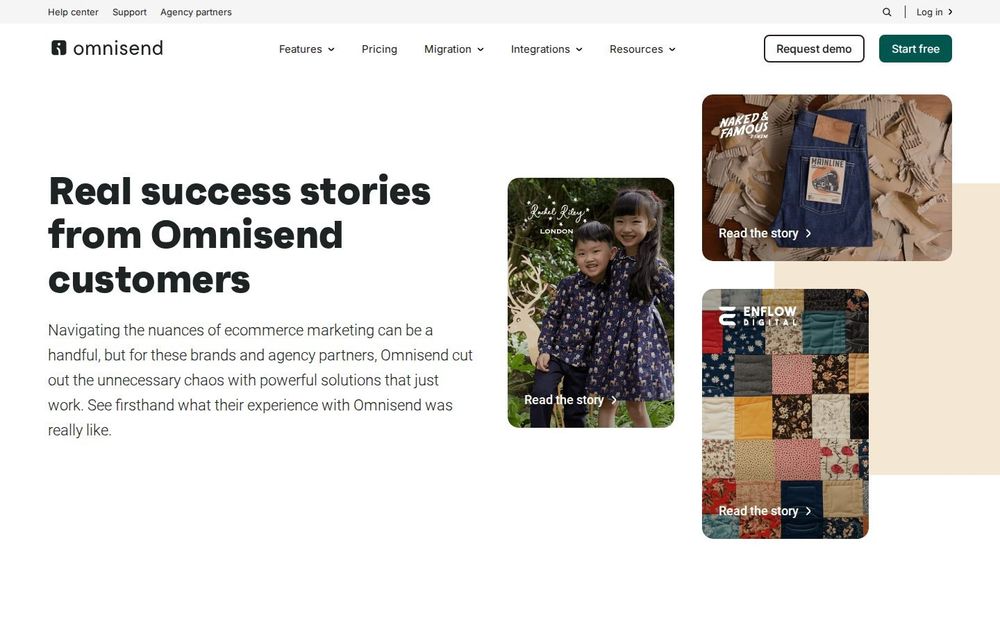 Help center Support Agency partners Log in
omnisend Features Pricing Migration Integrations Resources Request demo Start free
Real success stories
from Omnisend
customers
Navigating the nuances of ecommerce marketing can be a
handful, but for these brands and agency partners, Omnisend cut
out the unnecessary chaos with powerful solutions that just
work. See firsthand what their experience with Omnisend was
really like.
Rachel Riley
LONDON
Read the story
NAKED &
FAMOUS
DENIM
MAINLINE
Read the story
ENFLOW
DIGITAL
Read the story